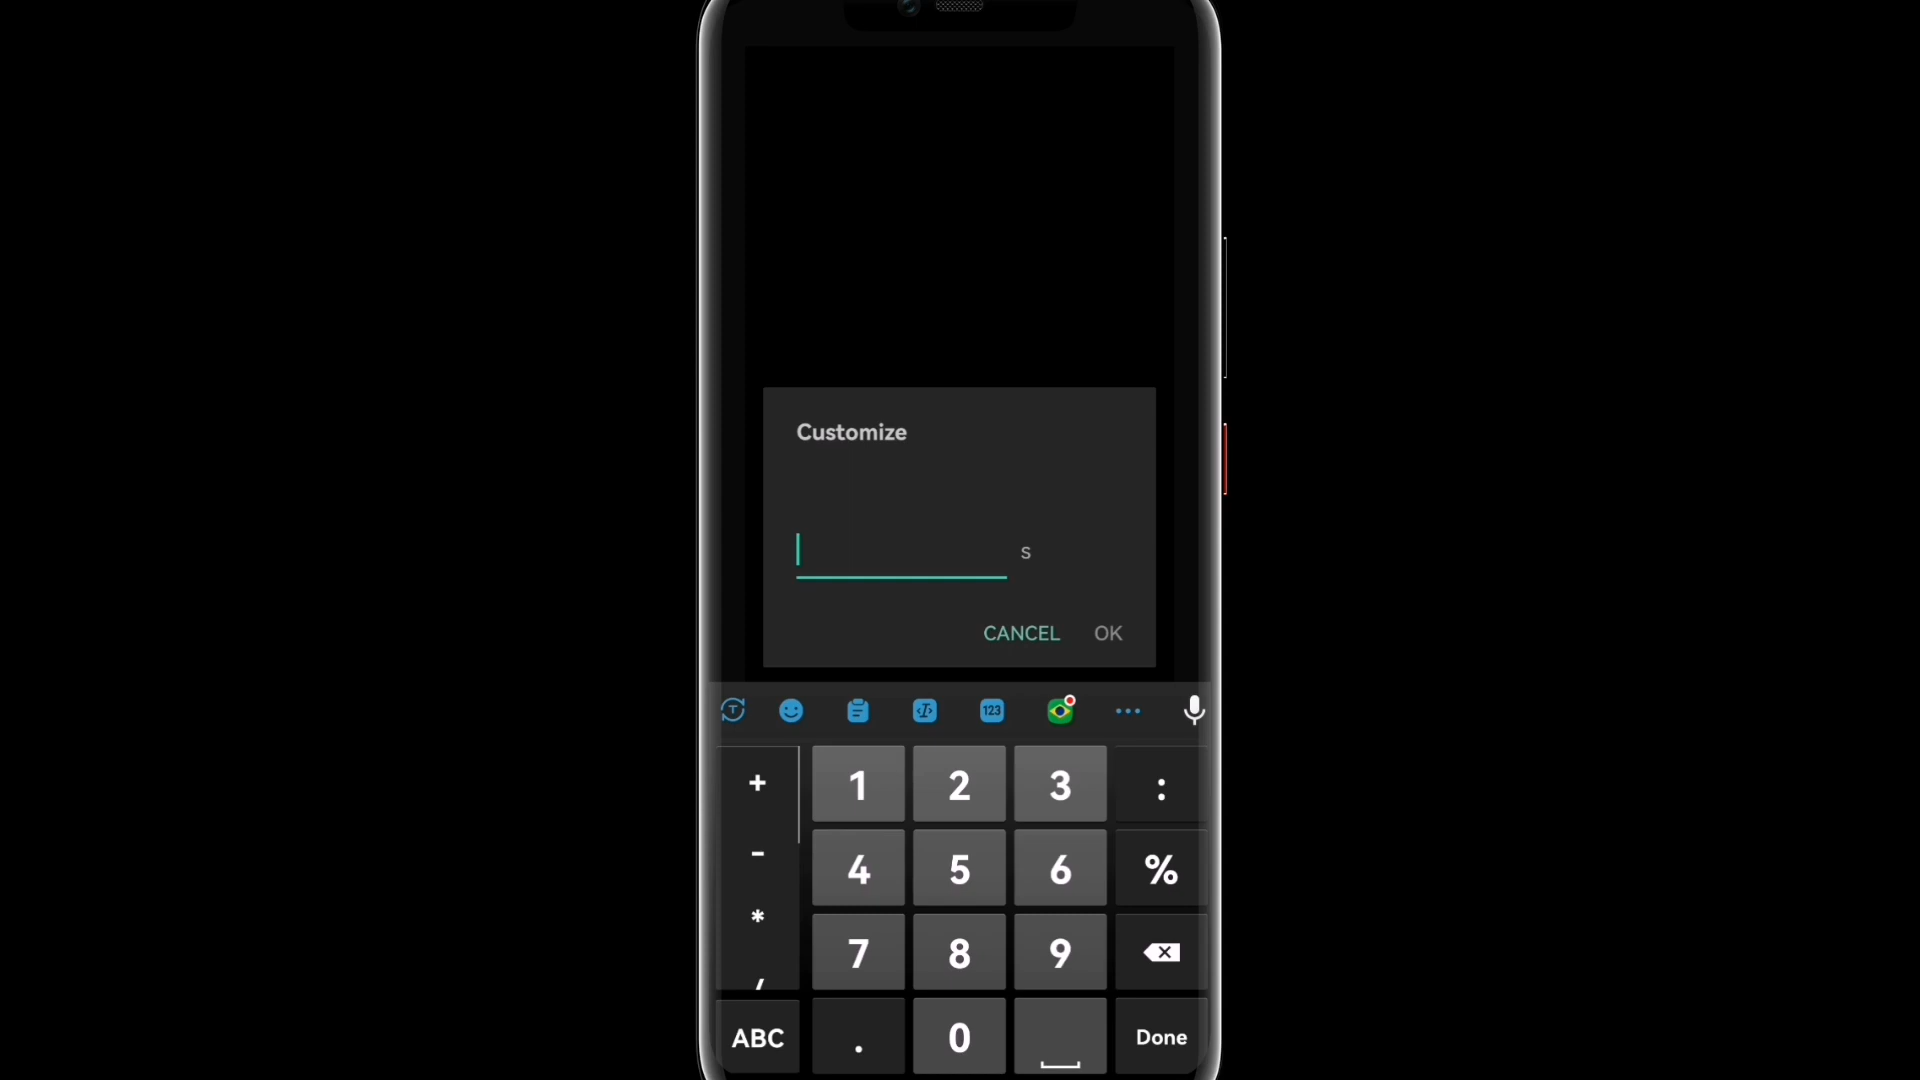 Customize
s
CANCEL OK
123
+ 1 2 3 :
- 4 5 6 %
* 7 8 9
/
ABC . 0 Done